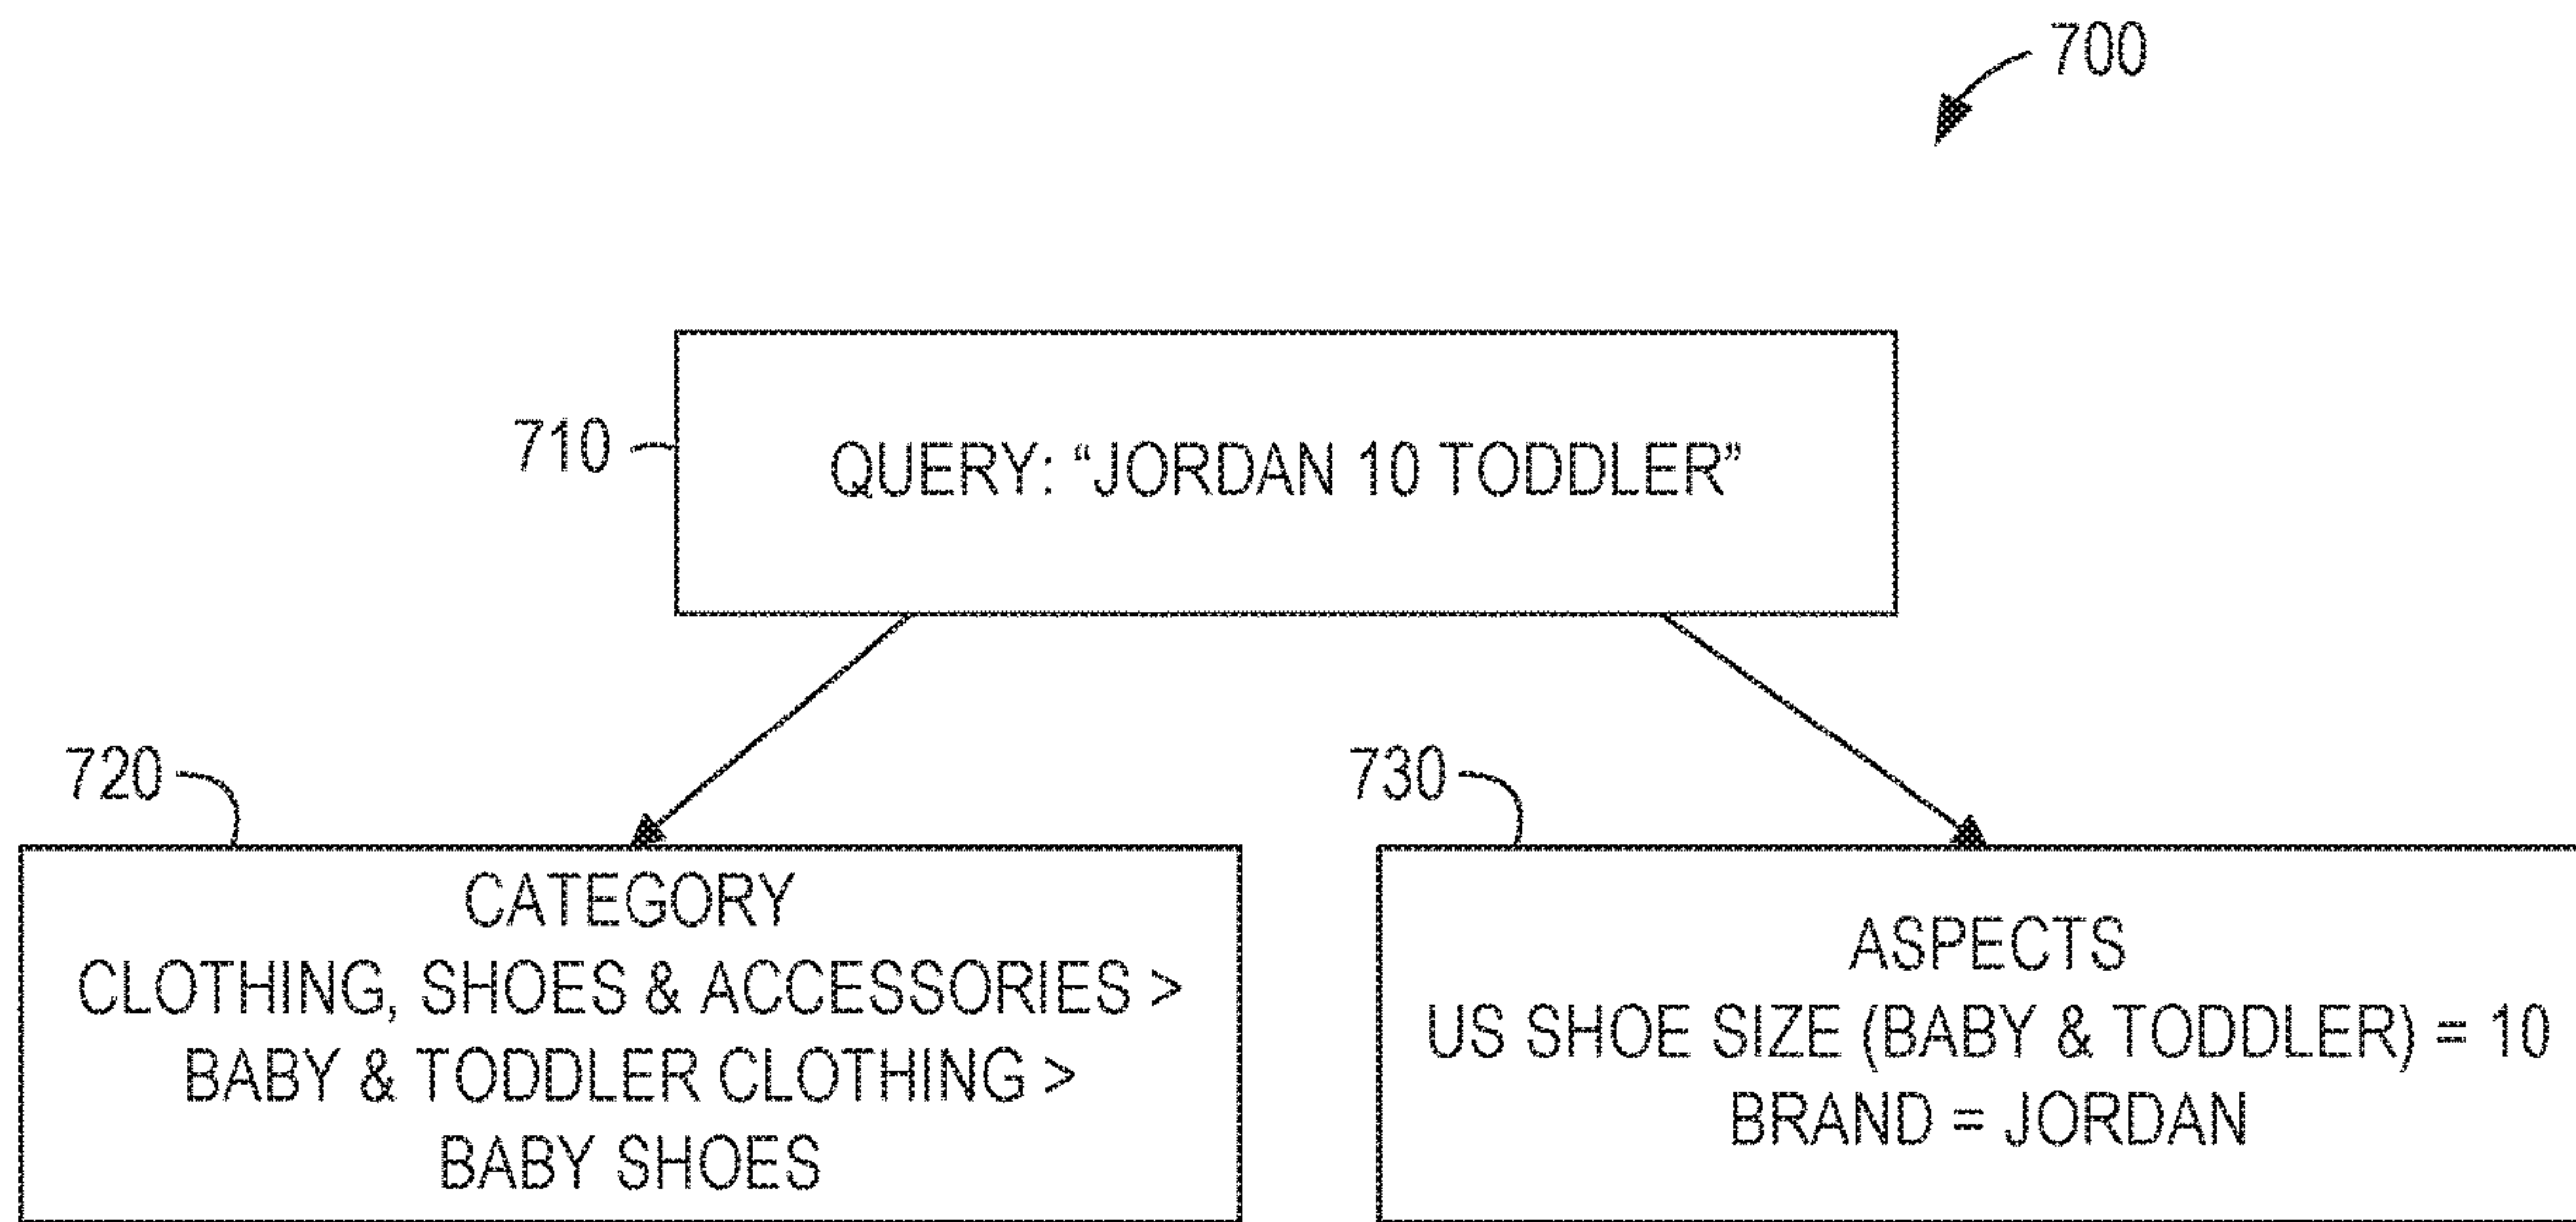 700
710
QUERY: “JORDAN 10 TODDLER”
720
CATEGORY
CLOTHING, SHOES & ACCESSORIES >
BABY & TODDLER CLOTHING >
BABY SHOES
730
ASPECTS
US SHOE SIZE (BABY & TODDLER) = 10
BRAND = JORDAN